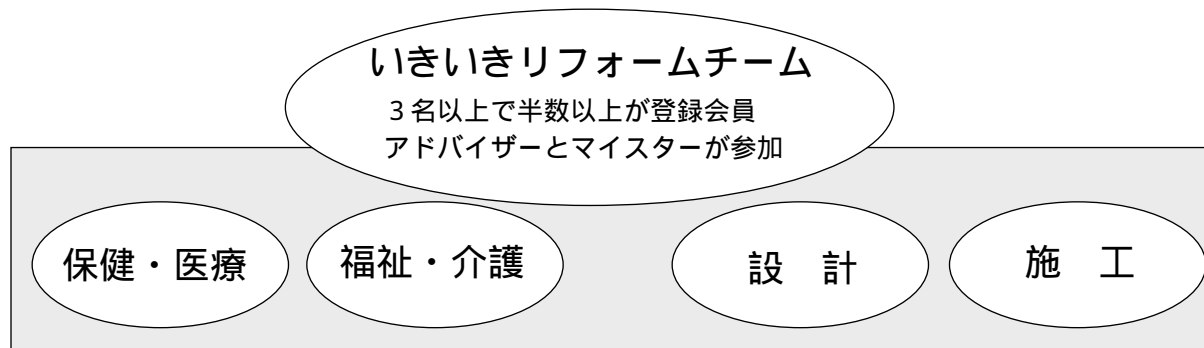 いきいきリフォームチーム
３名以上で半数以上が登録会員
アドバイザーとマイスターが参加
保健・医療
福祉・介護
設　計
施　工